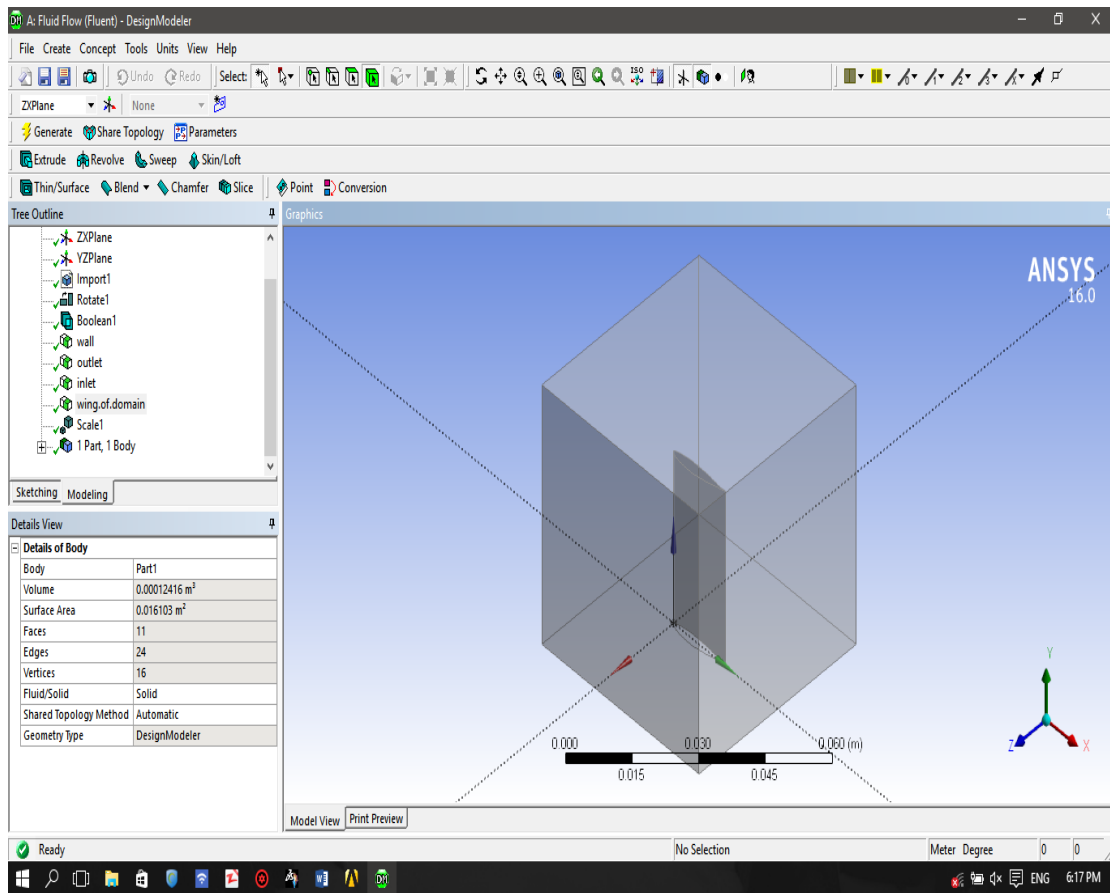 A: Fluid Flow (Fluent) - DesignModeler
File Create Concept Tools Units View Help
Undo Redo Select: ISO
ZXPlane None
Generate Share Topology Parameters
Extrude Revolve Sweep Skin/Loft
Thin/Surface Blend Chamfer Slice Point Conversion
Tree Outline
ZXPlane
YZPlane
Import1
Rotate1
Boolean1
wall
outlet
inlet
wing.of.domain
Scale1
1 Part, 1 Body
Sketching Modeling
Details View
Details of Body
Body Part1
Volume 0.00012416 m³
Surface Area 0.016103 m²
Faces 11
Edges 24
Vertices 16
Fluid/Solid Solid
Shared Topology Method Automatic
Geometry Type DesignModeler
Graphics
ANSYS
16.0
Y
Z X
0.000 0.030 0.060 (m)
0.015 0.045
Model View Print Preview
Ready No Selection Meter Degree 0 0
ENG 6:17 PM